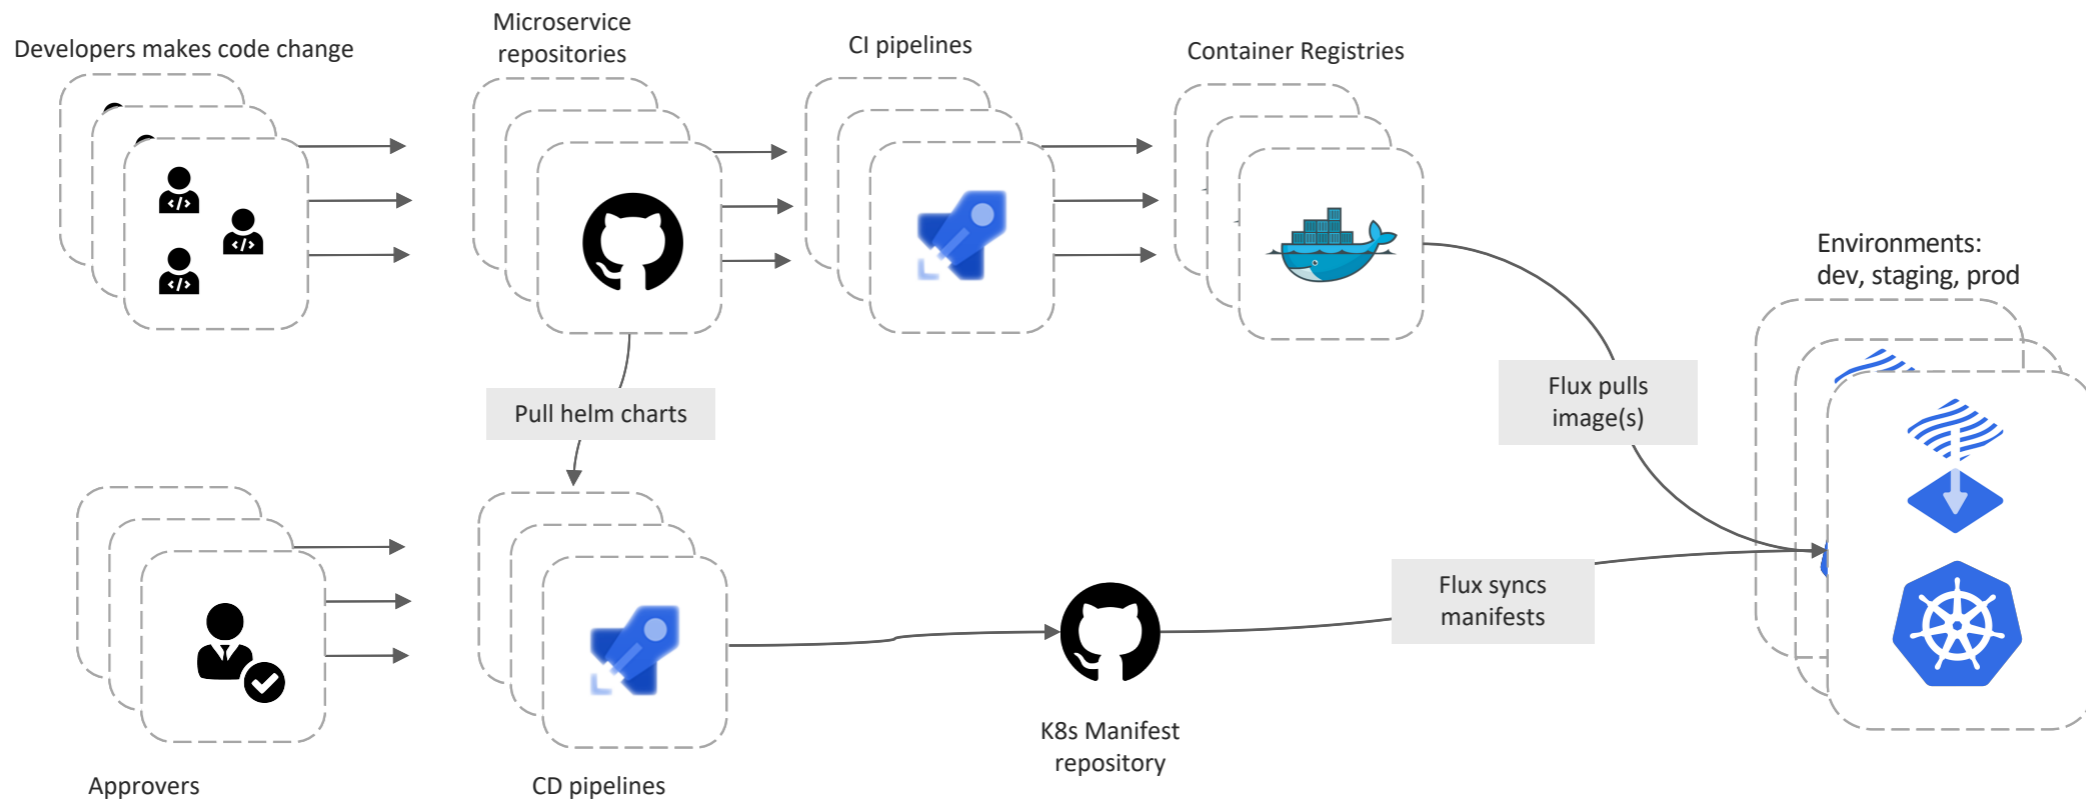 Developers makes code change
Microservice
repositories
CI pipelines
Container Registries
Environments:
dev, staging, prod
Pull helm charts
Flux pulls
image(s)
Flux syncs
manifests
K8s Manifest
repository
Approvers
CD pipelines